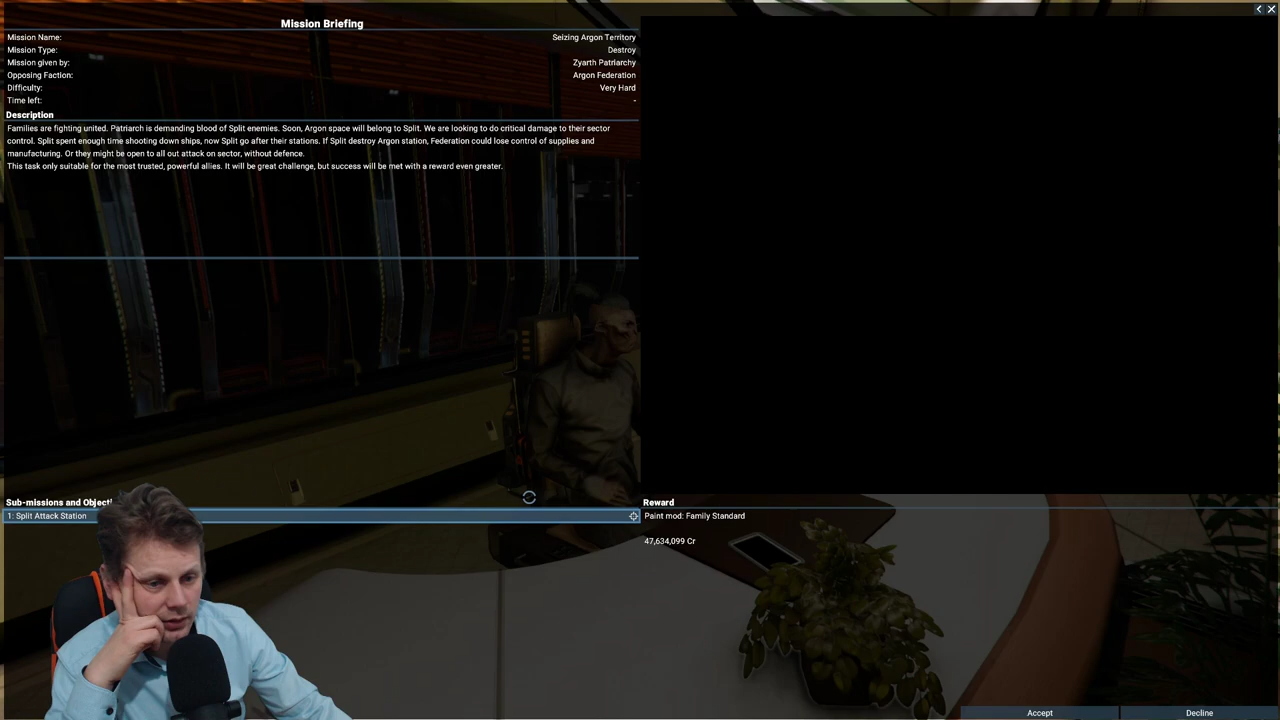 Mission Briefing
Mission Name: Seizing Argon Territory
Mission Type: Destroy
Mission given by: Zyarth Patriarchy
Opposing Faction: Argon Federation
Difficulty: Very Hard
Time left: -
Description
Families are fighting united. Patriarch is demanding blood of Split enemies. Soon, Argon space will belong to Split. We are looking to do critical damage to their sector
control. Split spent enough time shooting down ships, now Split go after their stations. If Split destroy Argon station, Federation could lose control of supplies and
manufacturing. Or they might be open to all out attack on sector, without defence.
This task only suitable for the most trusted, powerful allies. It will be great challenge, but success will be met with a reward even greater.
Sub-missions and Objecti
1: Split Attack Station
Reward
Paint mod: Family Standard
47,634,099 Cr
Accept
Decline